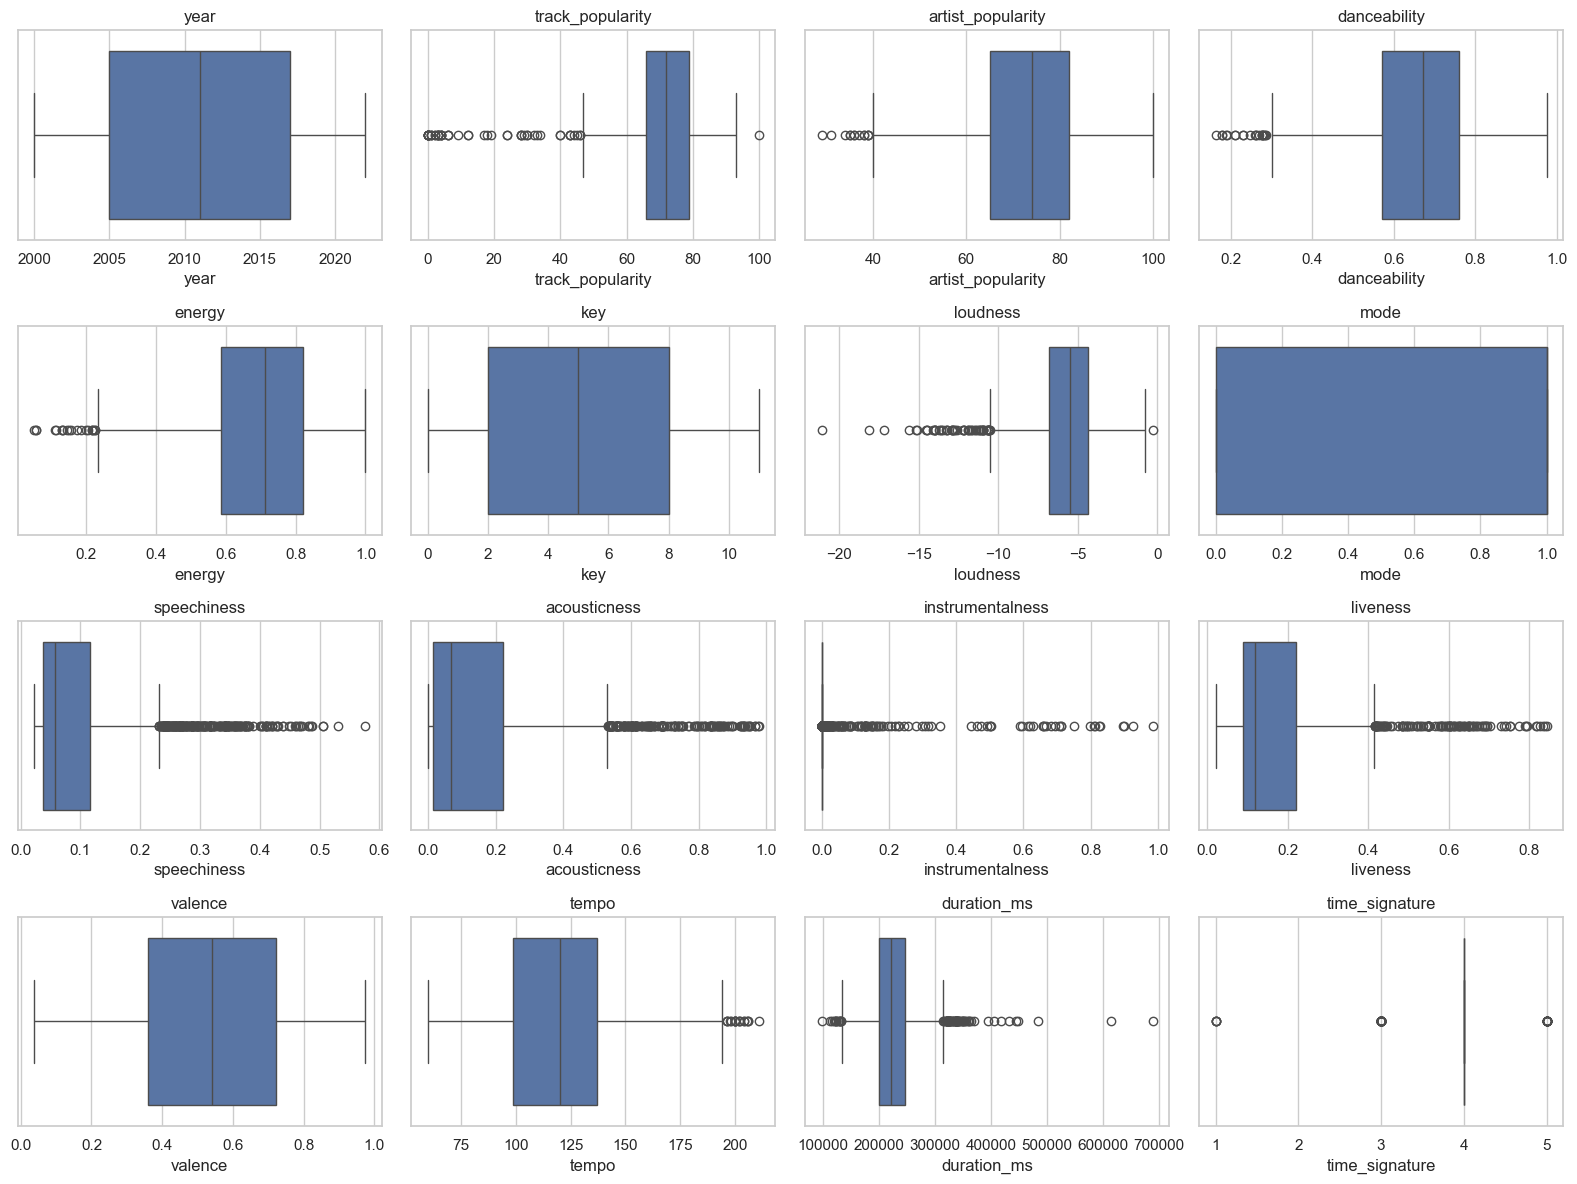 year track_popularity artist_popularity danceability
2000 2005 2010 2015 2020 0 20 40 60 80 100 40 60 80 100 0.2 0.4 0.6 0.8 1.0
year track_popularity artist_popularity danceability
energy key loudness mode
0.2 0.4 0.6 0.8 1.0 0 2 4 6 8 10 −20 −15 −10 −5 0 0.0 0.2 0.4 0.6 0.8 1.0
energy key loudness mode
speechiness acousticness instrumentalness liveness
0.0 0.1 0.2 0.3 0.4 0.5 0.6 0.0 0.2 0.4 0.6 0.8 1.0 0.0 0.2 0.4 0.6 0.8 1.0 0.0 0.2 0.4 0.6 0.8
speechiness acousticness instrumentalness liveness
valence tempo duration_ms time_signature
0.0 0.2 0.4 0.6 0.8 1.0 75 100 125 150 175 200 100000 200000 300000 400000 500000 600000 700000 1 2 3 4 5
valence tempo duration_ms time_signature